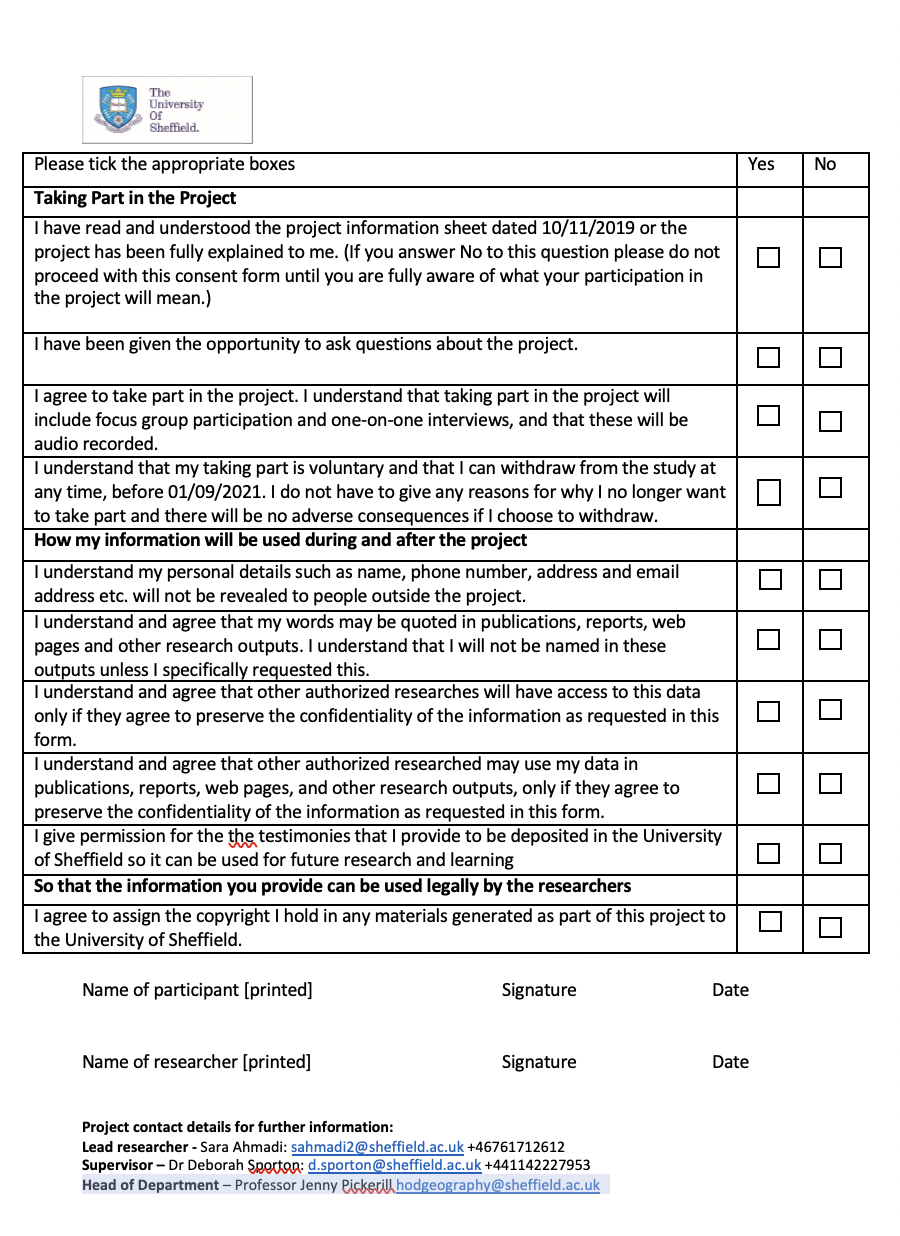 The
University
Of
Sheffield.
Please tick the appropriate boxes Yes No
Taking Part in the Project
I have read and understood the project information sheet dated 10/11/2019 or the
project has been fully explained to me. (If you answer No to this question please do not
proceed with this consent form until you are fully aware of what your participation in
the project will mean.)
I have been given the opportunity to ask questions about the project.
I agree to take part in the project. I understand that taking part in the project will
include focus group participation and one-on-one interviews, and that these will be
audio recorded.
I understand that my taking part is voluntary and that I can withdraw from the study at
any time, before 01/09/2021. I do not have to give any reasons for why I no longer want
to take part and there will be no adverse consequences if I choose to withdraw.
How my information will be used during and after the project
I understand my personal details such as name, phone number, address and email
address etc. will not be revealed to people outside the project.
I understand and agree that my words may be quoted in publications, reports, web
pages and other research outputs. I understand that I will not be named in these
outputs unless I specifically requested this.
I understand and agree that other authorized researches will have access to this data
only if they agree to preserve the confidentiality of the information as requested in this
form.
I understand and agree that other authorized researched may use my data in
publications, reports, web pages, and other research outputs, only if they agree to
preserve the confidentiality of the information as requested in this form.
I give permission for the the testimonies that I provide to be deposited in the University
of Sheffield so it can be used for future research and learning
So that the information you provide can be used legally by the researchers
I agree to assign the copyright I hold in any materials generated as part of this project to
the University of Sheffield.
Name of participant [printed] Signature Date
Name of researcher [printed] Signature Date
Project contact details for further information:
Lead researcher - Sara Ahmadi: sahmadi2@sheffield.ac.uk +46761712612
Supervisor – Dr Deborah Sporton: d.sporton@sheffield.ac.uk +441142227953
Head of Department – Professor Jenny Pickerill hodgeography@sheffield.ac.uk